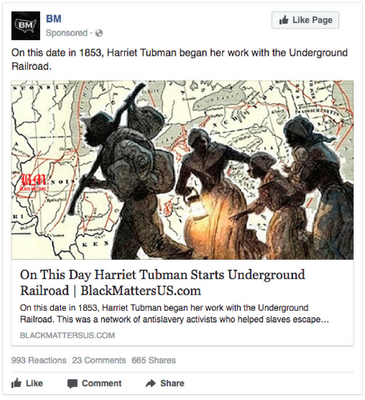 BM
BM
Like Page
Sponsored ·
On this date in 1853, Harriet Tubman began her work with the Underground
Railroad.
BM
KEN
On This Day Harriet Tubman Starts Underground
Railroad | BlackMattersUS.com
On this date in 1853, Harriet Tubman began her work with the Underground
Railroad. This was a network of antislavery activists who helped slaves escape…
BLACKMATTERSUS.COM
993 Reactions 23 Comments 665 Shares
Like Comment Share